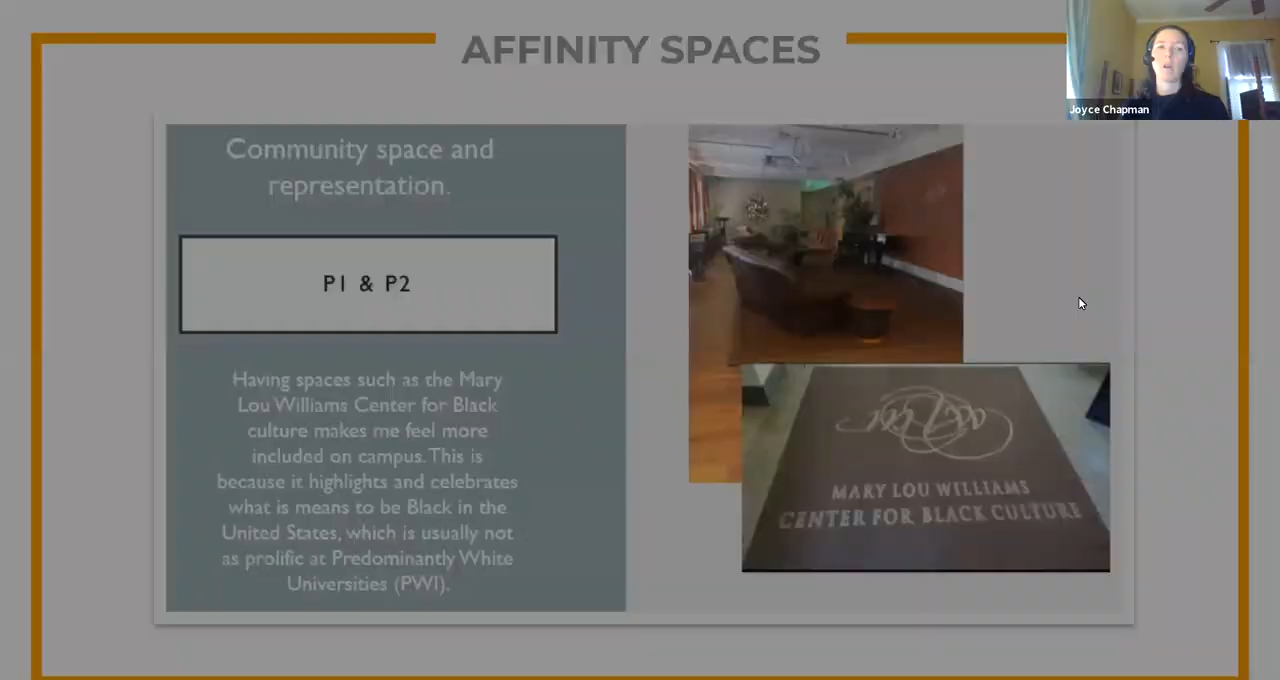 AFFINITY SPACES
Joyce Chapman
Community space and
representation.
P1 & P2
Having spaces such as the Mary
Lou Williams Center for Black
culture makes me feel more
included on campus. This is
because it highlights and celebrates
what is means to be Black in the
United States, which is usually not
as prolific at Predominantly White
Universities (PWI).
MARY LOU WILLIAMS
CENTER FOR BLACK CULTURE